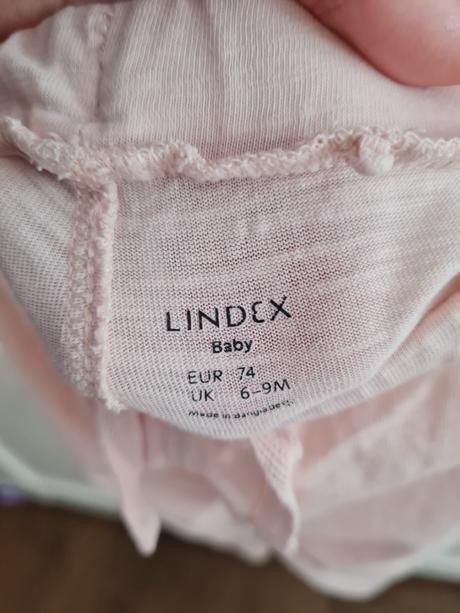 LINDEX
Baby
EUR 74
UK 6-9M
Made in Bangladesh